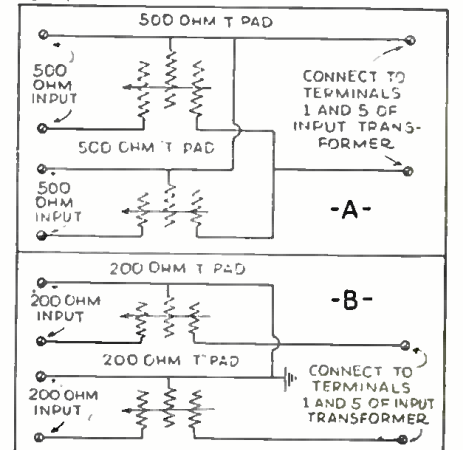 500 OHM T PAD
500
OHM
INPUT
CONNECT TO
TERMINALS
1 AND 5 OF
INPUT TRANS-
FORMER
500 OHM T PAD
500
OHM
INPUT
-A-
200 OHM T PAD
200 OHM
INPUT
-B-
200 OHM T PAD
200 OHM
INPUT
CONNECT TO
TERMINALS
1 AND 5 OF INPUT
TRANSFORMER